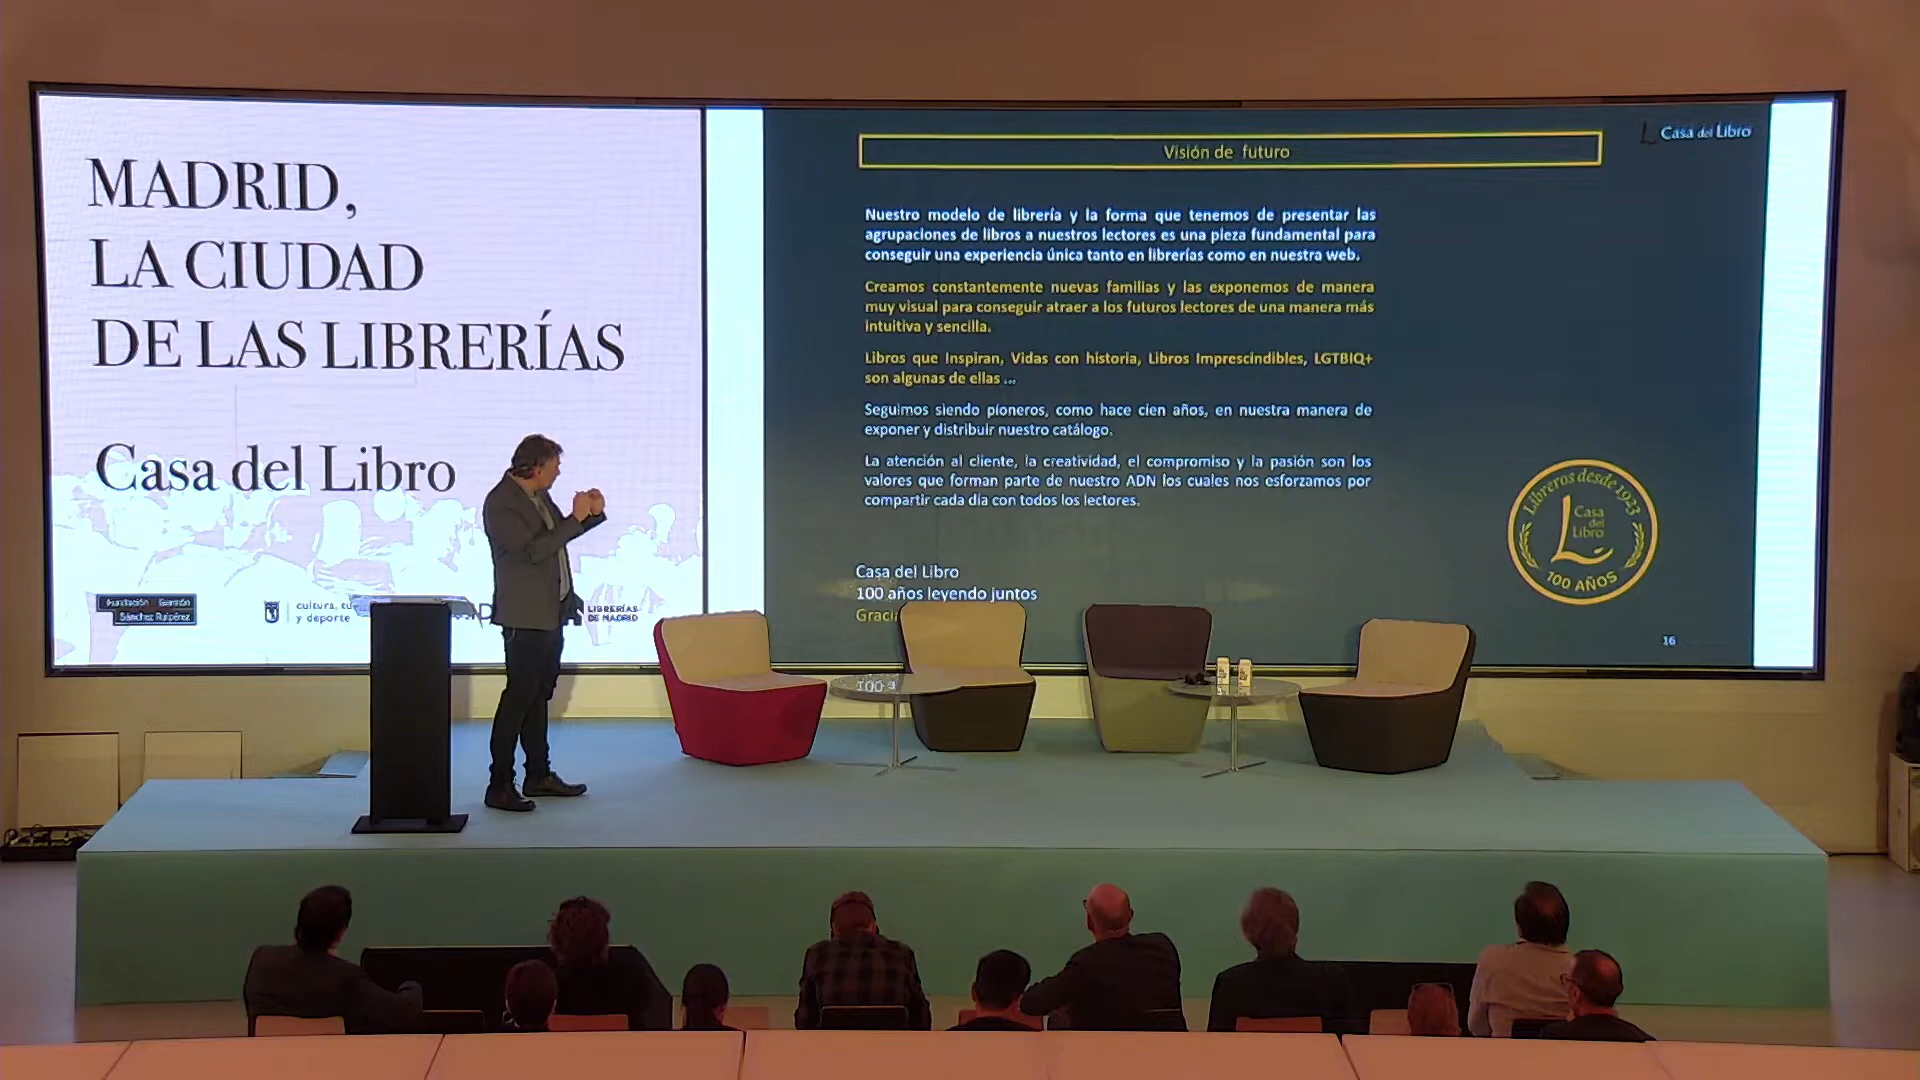 MADRID,
LA CIUDAD
DE LAS LIBRERÍAS
Casa del Libro
Fundación Germán
Sánchez Ruipérez
cultura, tu
y deporte
LIBRERÍAS
DE MADRID
Casa del Libro
Visión de futuro
Nuestro modelo de librería y la forma que tenemos de presentar las
agrupaciones de libros a nuestros lectores es una pieza fundamental para
conseguir una experiencia única tanto en librerías como en nuestra web.
Creamos constantemente nuevas familias y las exponemos de manera
muy visual para conseguir atraer a los futuros lectores de una manera más
intuitiva y sencilla.
Libros que Inspiran, Vidas con historia, Libros Imprescindibles, LGTBIQ+
son algunas de ellas ...
Seguimos siendo pioneros, como hace cien años, en nuestra manera de
exponer y distribuir nuestro catálogo.
La atención al cliente, la creatividad, el compromiso y la pasión son los
valores que forman parte de nuestro ADN los cuales nos esforzamos por
compartir cada día con todos los lectores.
Libreros desde 1923
Casa
del
Libro
100 AÑOS
Casa del Libro
100 años leyendo juntos
Graci
16